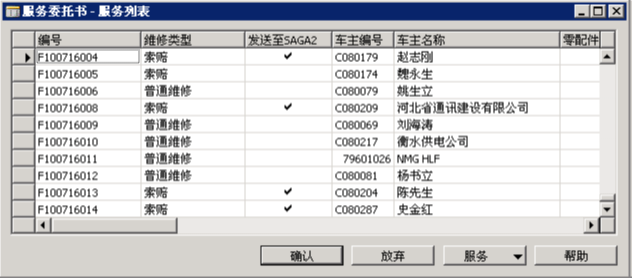 服务委托书 - 服务列表
编号 维修类型 发送至SAGA2 车主编号 车主名称 零配件
F100716004 索赔 ✔ C080179 赵志刚
F100716005 索赔 C080174 魏永生
F100716006 普通维修 C080079 姚生立
F100716008 索赔 ✔ C080209 河北省通讯建设有限公司
F100716009 普通维修 C080069 刘海涛
F100716010 普通维修 C080217 衡水供电公司
F100716011 普通维修 79601026 NMG HLF
F100716012 普通维修 C080081 杨书立
F100716013 索赔 ✔ C080204 陈先生
F100716014 索赔 ✔ C080287 史金红
确认 放弃 服务 帮助